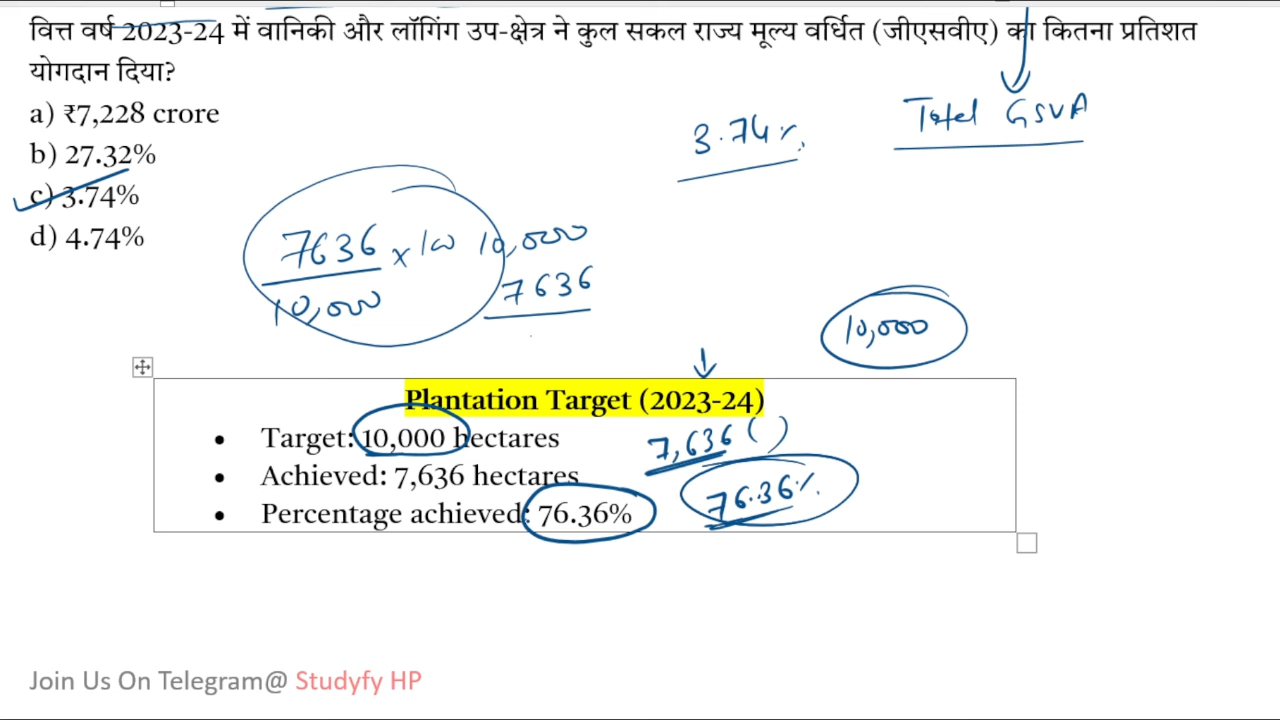 वित्त वर्ष 2023-24 में वानिकी और लॉगिंग उप-क्षेत्र ने कुल सकल राज्य मूल्य वर्धित (जीएसवीए) का कितना प्रतिशत
योगदान दिया?
a) ₹7,228 crore
b) 27.32%
c) 3.74%
d) 4.74%
3.74%
Total GSVA
7636 x 100
10,000
10,000
7636
10,000
Plantation Target (2023-24)
• Target: 10,000 hectares
• Achieved: 7,636 hectares
• Percentage achieved: 76.36%
7,636 ( )
76.36%
Join Us On Telegram@ Studyfy HP